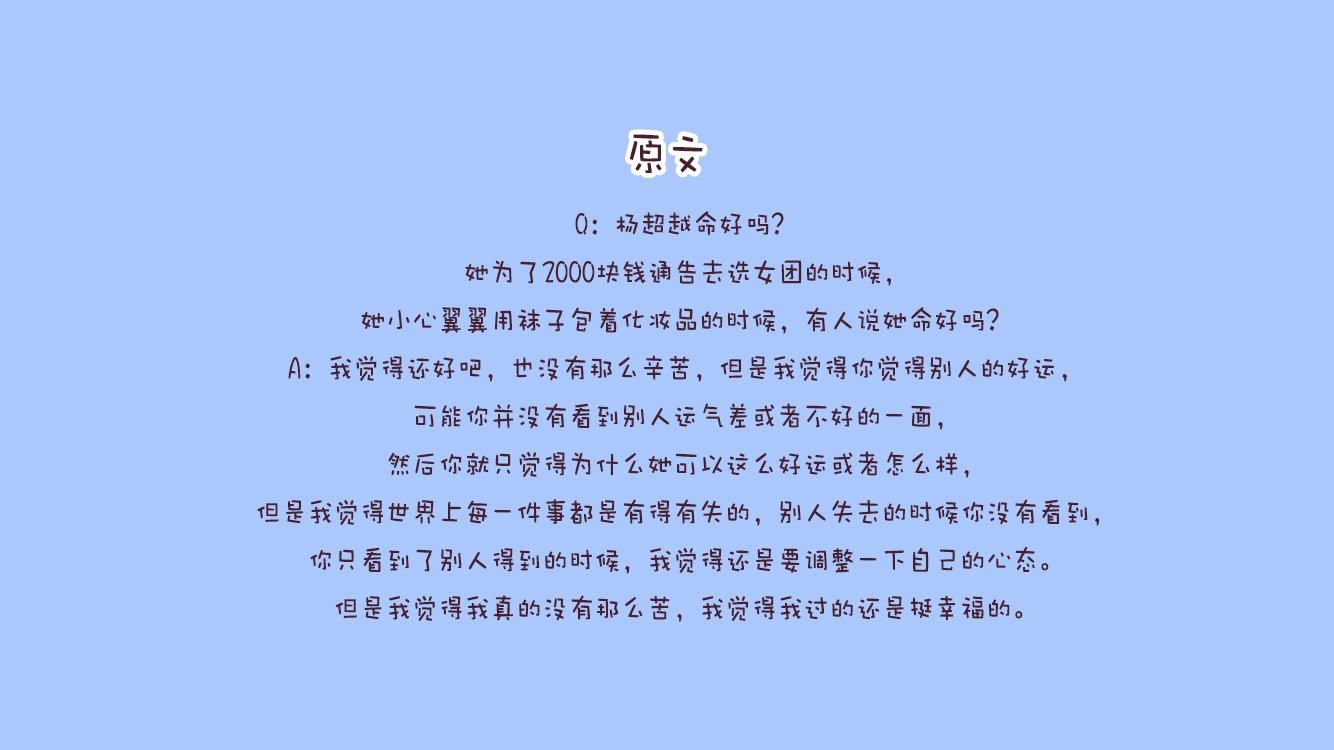 原文
Q: 杨超越命好吗?
她为了2000块钱通告去选女团的时候,
她小心翼翼用袜子包着化妆品的时候, 有人说她命好吗?
A: 我觉得还好吧, 也没有那么辛苦, 但是我觉得你觉得别人的好运,
可能你并没有看到别人运气差或者不好的一面,
然后你就只觉得为什么她可以这么好运或者怎么样,
但是我觉得世界上每一件事都是有得有失的, 别人失去的时候你没有看到,
你只看到了别人得到的时候, 我觉得还是要调整一下自己的心态。
但是我觉得我真的没有那么苦, 我觉得我过的还是挺幸福的。